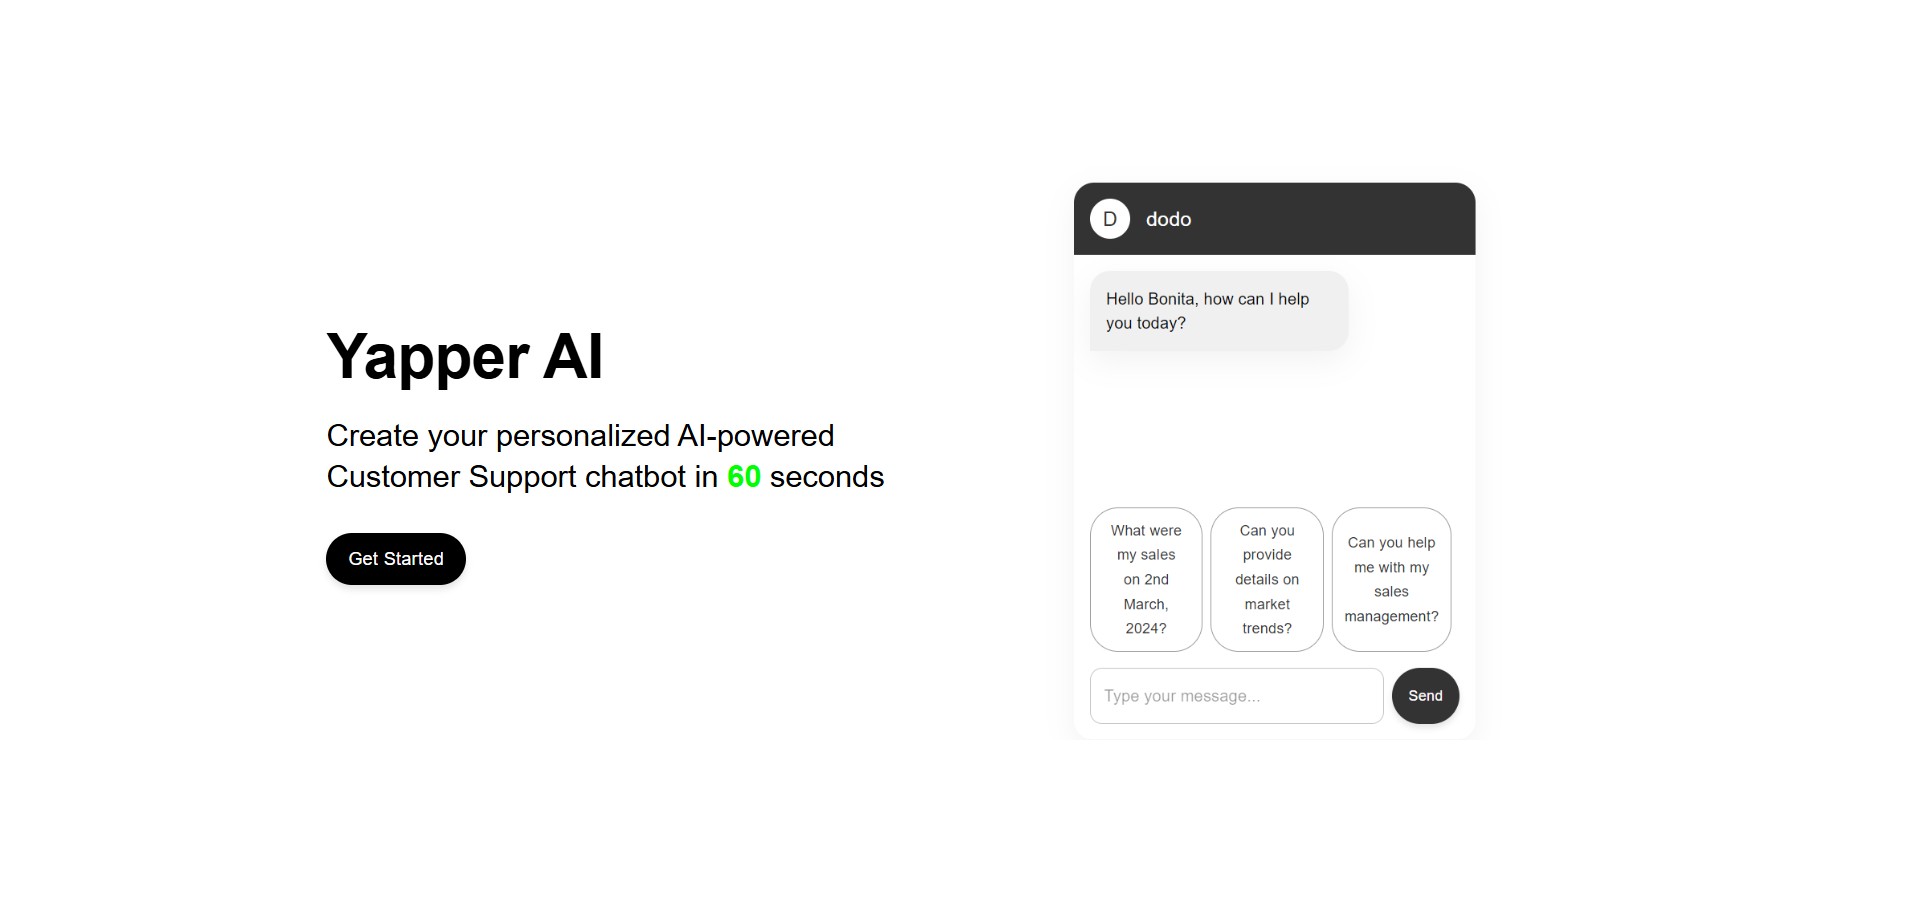 Yapper AI
Create your personalized AI-powered
Customer Support chatbot in 60 seconds
Get Started
D
dodo
Hello Bonita, how can I help
you today?
What were
my sales
on 2nd
March,
2024?
Can you
provide
details on
market
trends?
Can you help
me with my
sales
management?
Type your message...
Send